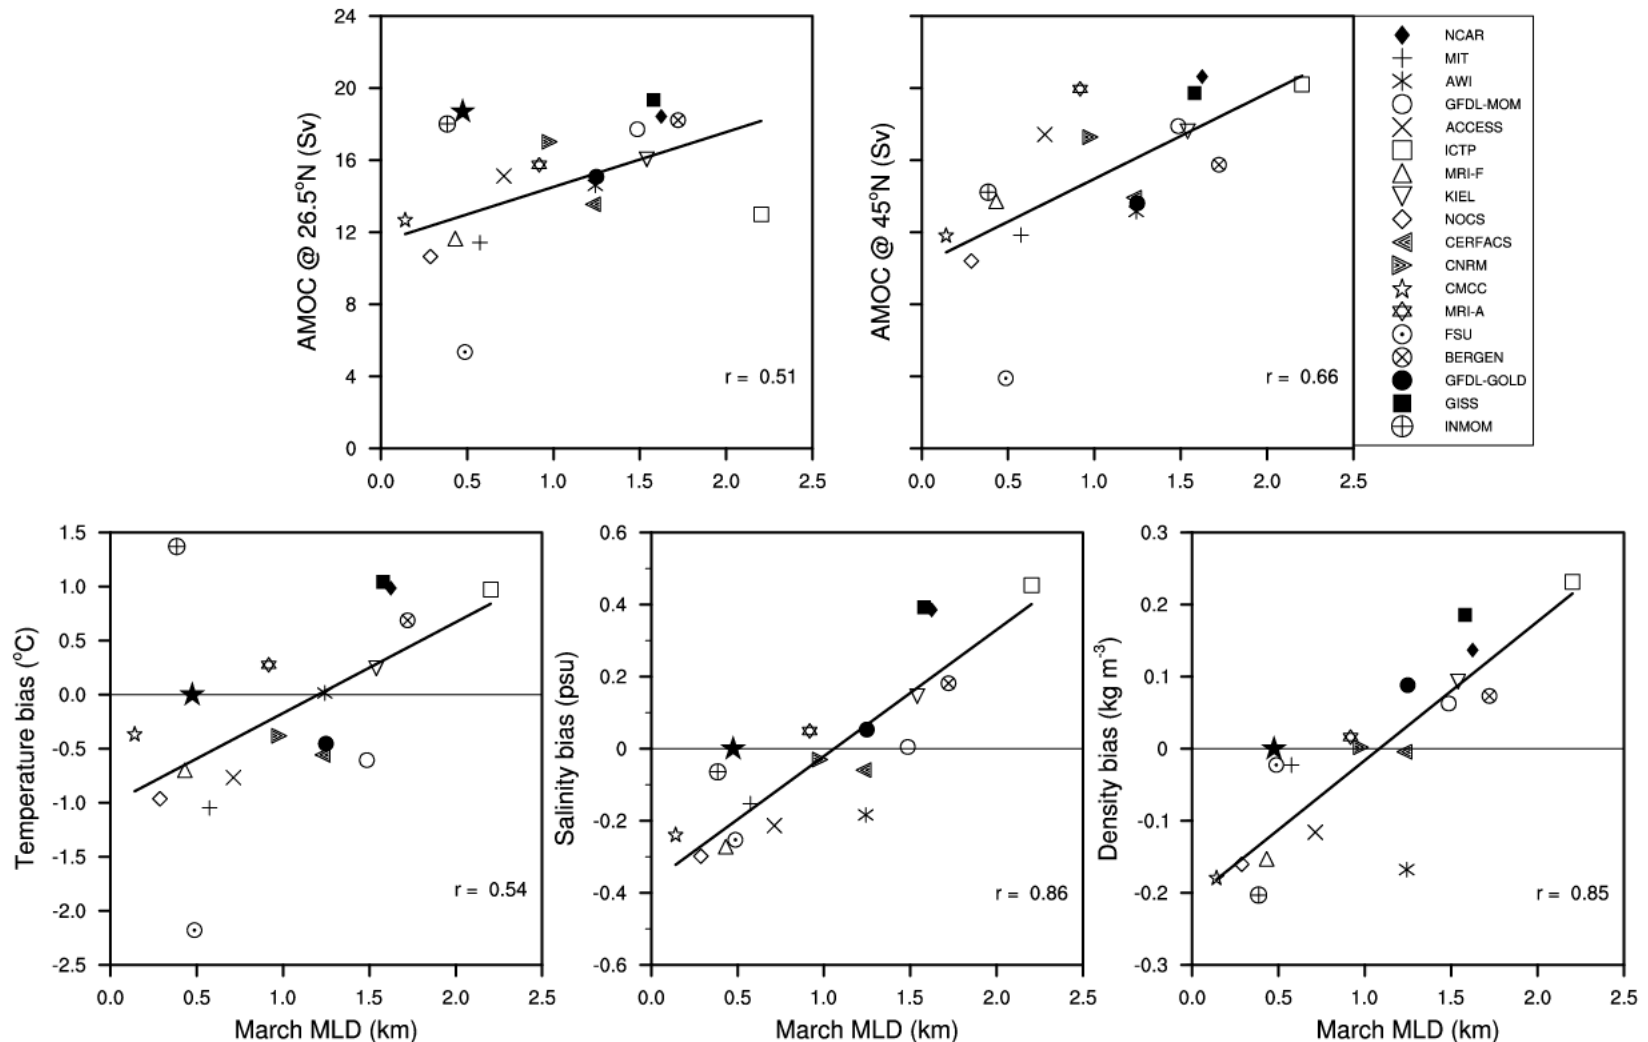 AMOC @ 26.5°N (Sv)
24
20
16
12
8
4
0
0.0 0.5 1.0 1.5 2.0 2.5
r = 0.51
AMOC @ 45°N (Sv)
0.0 0.5 1.0 1.5 2.0 2.5
r = 0.66
NCAR
MIT
AWI
GFDL-MOM
ACCESS
ICTP
MRI-F
KIEL
NOCS
CERFACS
CNRM
CMCC
MRI-A
FSU
BERGEN
GFDL-GOLD
GISS
INMOM
Temperature bias (°C)
1.5
1.0
0.5
0.0
-0.5
-1.0
-1.5
-2.0
-2.5
r = 0.54
0.0 0.5 1.0 1.5 2.0 2.5
March MLD (km)
Salinity bias (psu)
0.6
0.4
0.2
0
-0.2
-0.4
-0.6
r = 0.86
0.0 0.5 1.0 1.5 2.0 2.5
March MLD (km)
Density bias (kg m⁻³)
0.3
0.2
0.1
0
-0.1
-0.2
-0.3
r = 0.85
0.0 0.5 1.0 1.5 2.0 2.5
March MLD (km)